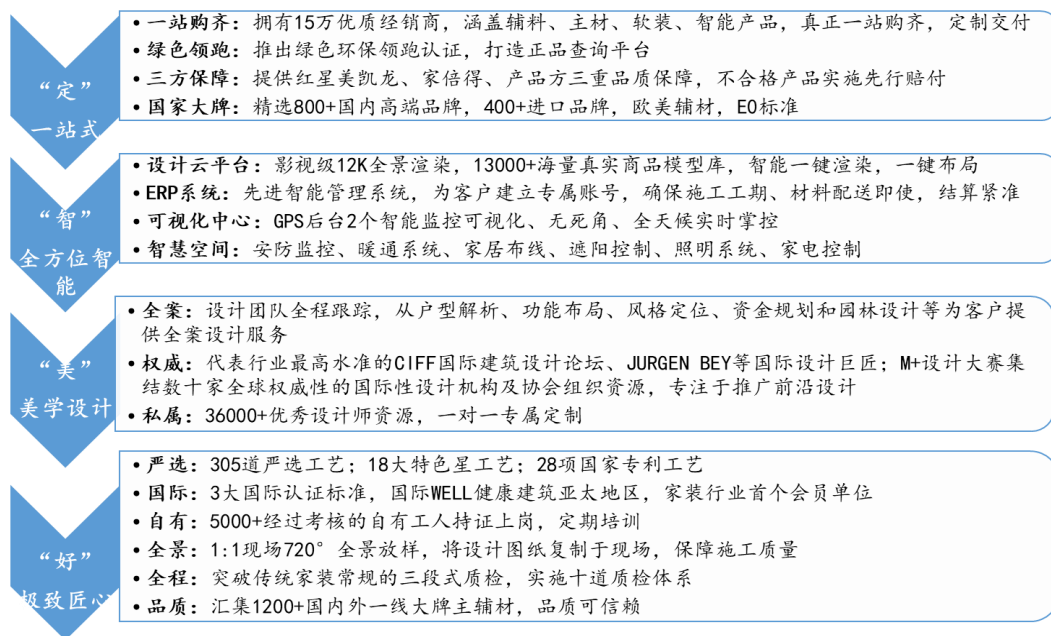 “定”
一站式
• 一站购齐：拥有15万优质经销商，涵盖辅料、主材、软装、智能产品，真正一站购齐，定制交付
• 绿色领跑：推出绿色环保领跑认证，打造正品查询平台
• 三方保障：提供红星美凯龙、家倍得、产品方三重品质保障，不合格产品实施先行赔付
• 国家大牌：精选800+国内高端品牌，400+进口品牌，欧美辅材，E0标准
“智”
全方位智
能
• 设计云平台：影视级12K全景渲染，13000+海量真实商品模型库，智能一键渲染，一键布局
• ERP系统：先进智能管理系统，为客户建立专属账号，确保施工工期、材料配送即使，结算紧准
• 可视化中心：GPS后台2个智能监控可视化、无死角、全天候实时掌控
• 智慧空间：安防监控、暖通系统、家居布线、遮阳控制、照明系统、家电控制
“美”
美学设计
• 全案：设计团队全程跟踪，从户型解析、功能布局、风格定位、资金规划和园林设计等为客户提
供全案设计服务
• 权威：代表行业最高水准的CIFF国际建筑设计论坛、JURGEN BEY等国际设计巨匠；M+设计大赛集
结数十家全球权威性的国际性设计机构及协会组织资源，专注于推广前沿设计
• 私属：36000+优秀设计师资源，一对一专属定制
“好”
极致匠心
• 严选：305道严选工艺；18大特色星工艺；28项国家专利工艺
• 国际：3大国际认证标准，国际WELL健康建筑亚太地区，家装行业首个会员单位
• 自有：5000+经过考核的自有工人持证上岗，定期培训
• 全景：1:1现场720°全景放样，将设计图纸复制于现场，保障施工质量
• 全程：突破传统家装常规的三段式质检，实施十道质检体系
• 品质：汇集1200+国内外一线大牌主辅材，品质可信赖